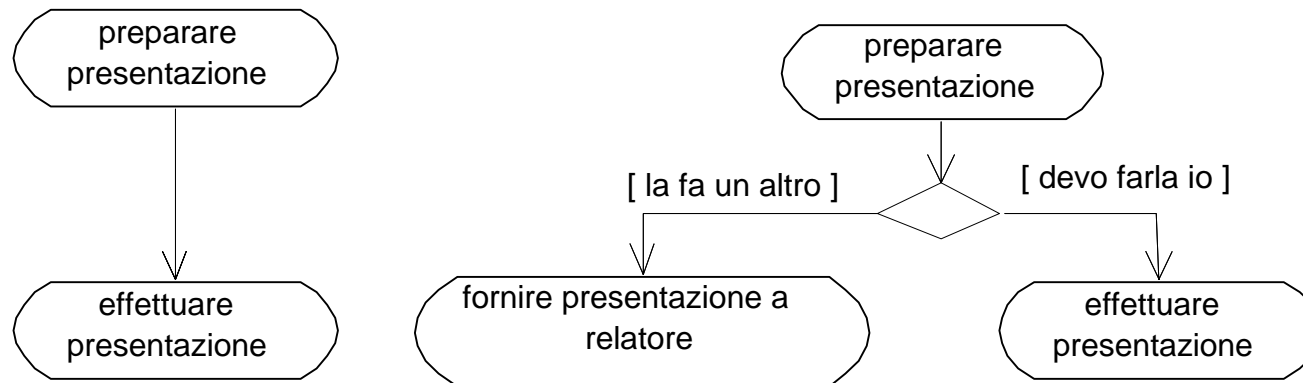 preparare
presentazione
effettuare
presentazione
preparare
presentazione
[ la fa un altro ]
[ devo farla io ]
fornire presentazione a
relatore
effettuare
presentazione